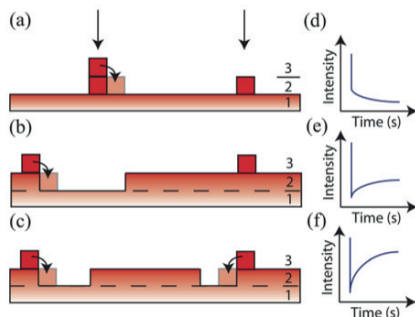 (a)
3
2
1
(d)
Intensity
Time (s)
(b)
3
2
1
(e)
Intensity
Time (s)
(c)
3
2
1
(f)
Intensity
Time (s)